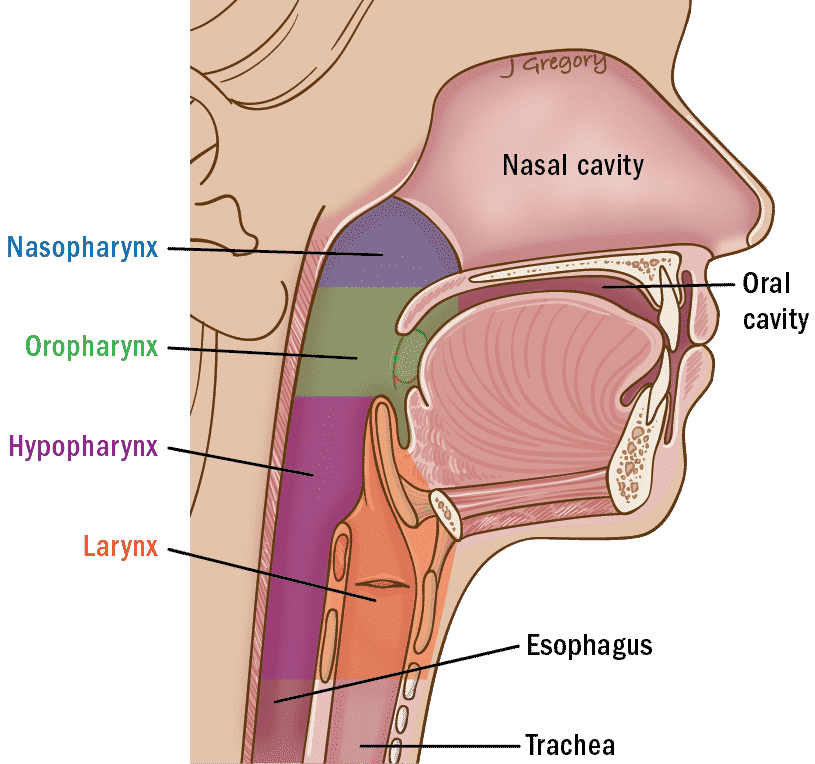 J Gregory
Nasal cavity
Nasopharynx
Oral
cavity
Oropharynx
Hypopharynx
Larynx
Esophagus
Trachea